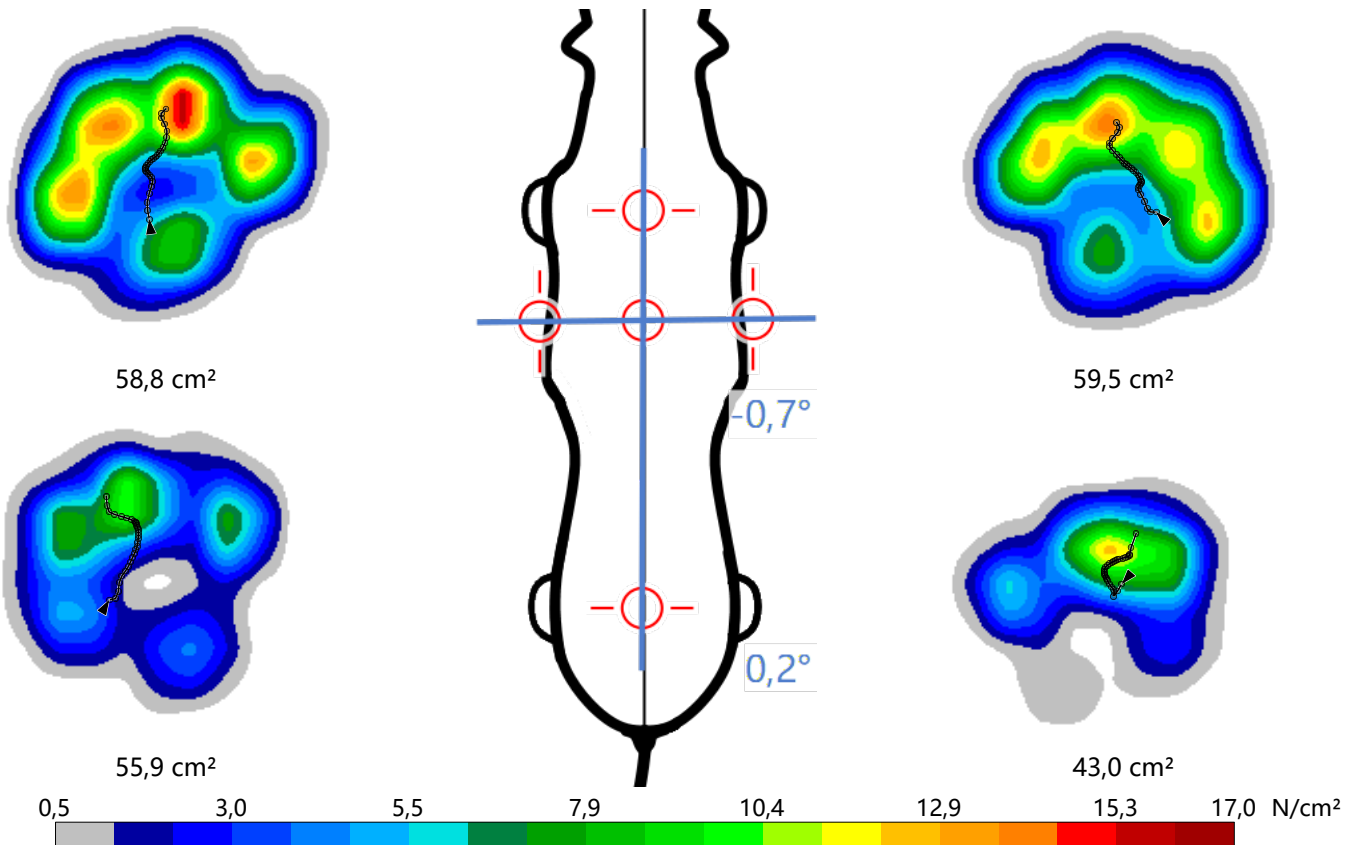 58,8 cm²
59,5 cm²
-0,7°
0,2°
55,9 cm²
43,0 cm²
0,5 3,0 5,5 7,9 10,4 12,9 15,3 17,0 N/cm²